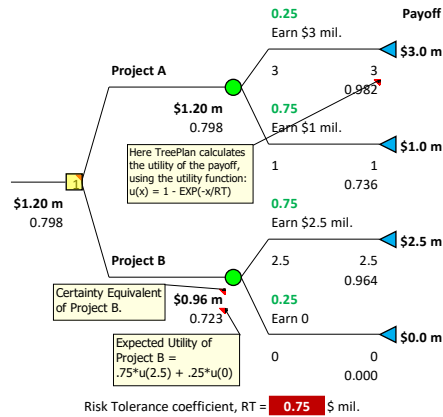 0.25
Payoff
Earn $3 mil.
$3.0 m
Project A
3
3
0.982
$1.20 m
0.75
0.798
Earn $1 mil.
$1.0 m
Here TreePlan calculates
the utility of the payoff,
using the utility function:
u(x) = 1 - EXP(-x/RT)
1
1
0.736
1
$1.20 m
0.798
0.75
Earn $2.5 mil.
$2.5 m
Project B
2.5
2.5
0.964
Certainty Equivalent
of Project B.
$0.96 m
0.25
0.723
Earn 0
$0.0 m
Expected Utility of
Project B =
.75*u(2.5) + .25*u(0)
0
0
0.000
Risk Tolerance coefficient, RT = 0.75 $ mil.